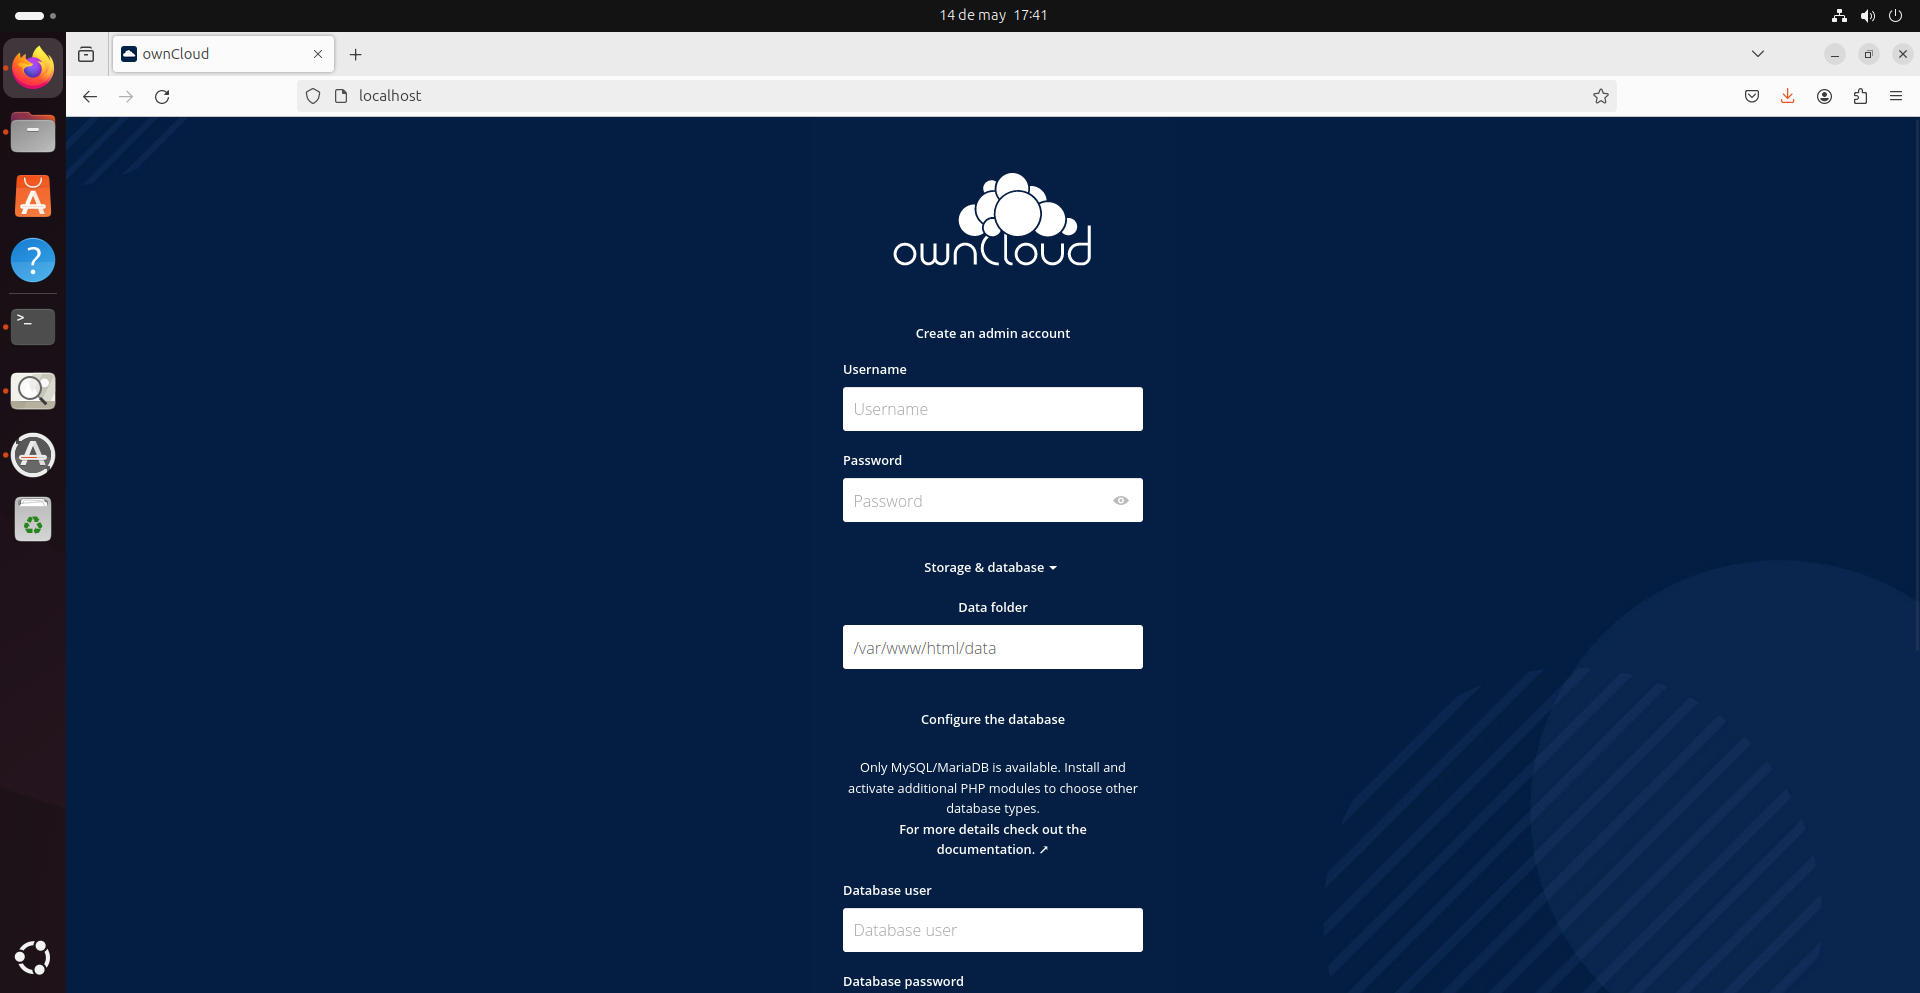 14 de may 17:41
ownCloud
localhost
ownCloud
Create an admin account
Username
Username
Password
Password
Storage & database
Data folder
/var/www/html/data
Configure the database
Only MySQL/MariaDB is available. Install and
activate additional PHP modules to choose other
database types.
For more details check out the
documentation. ↗
Database user
Database user
Database password